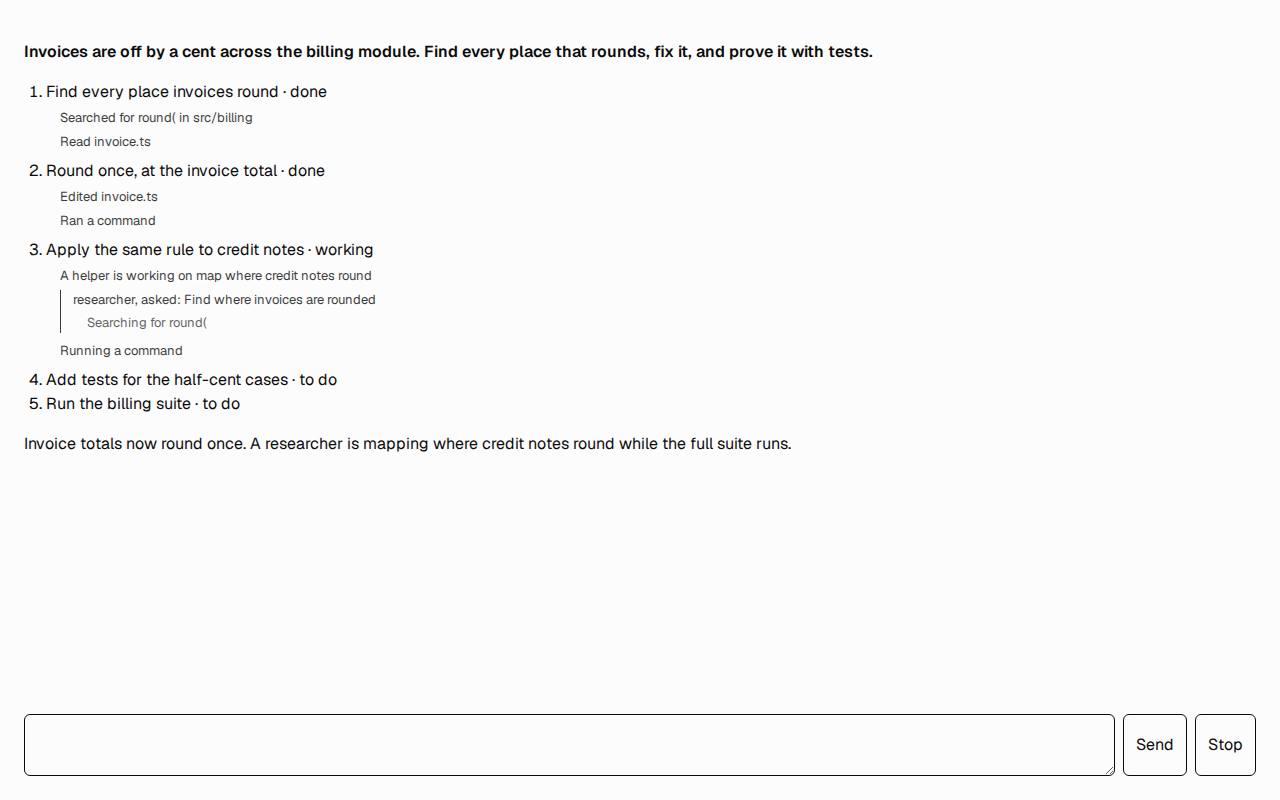 Invoices are off by a cent across the billing module. Find every place that rounds, fix it, and prove it with tests.
1. Find every place invoices round · done
Searched for round( in src/billing
Read invoice.ts
2. Round once, at the invoice total · done
Edited invoice.ts
Ran a command
3. Apply the same rule to credit notes · working
A helper is working on map where credit notes round
researcher, asked: Find where invoices are rounded
Searching for round(
Running a command
4. Add tests for the half-cent cases · to do
5. Run the billing suite · to do
Invoice totals now round once. A researcher is mapping where credit notes round while the full suite runs.
Send
Stop